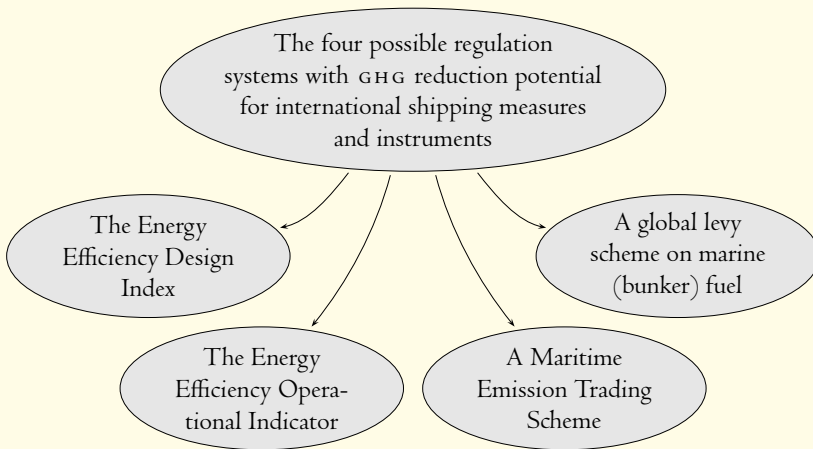 The four possible regulation
systems with GHG reduction potential
for international shipping measures
and instruments
The Energy
Efficiency Design
Index
A global levy
scheme on marine
(bunker) fuel
The Energy
Efficiency Opera-
tional Indicator
A Maritime
Emission Trading
Scheme